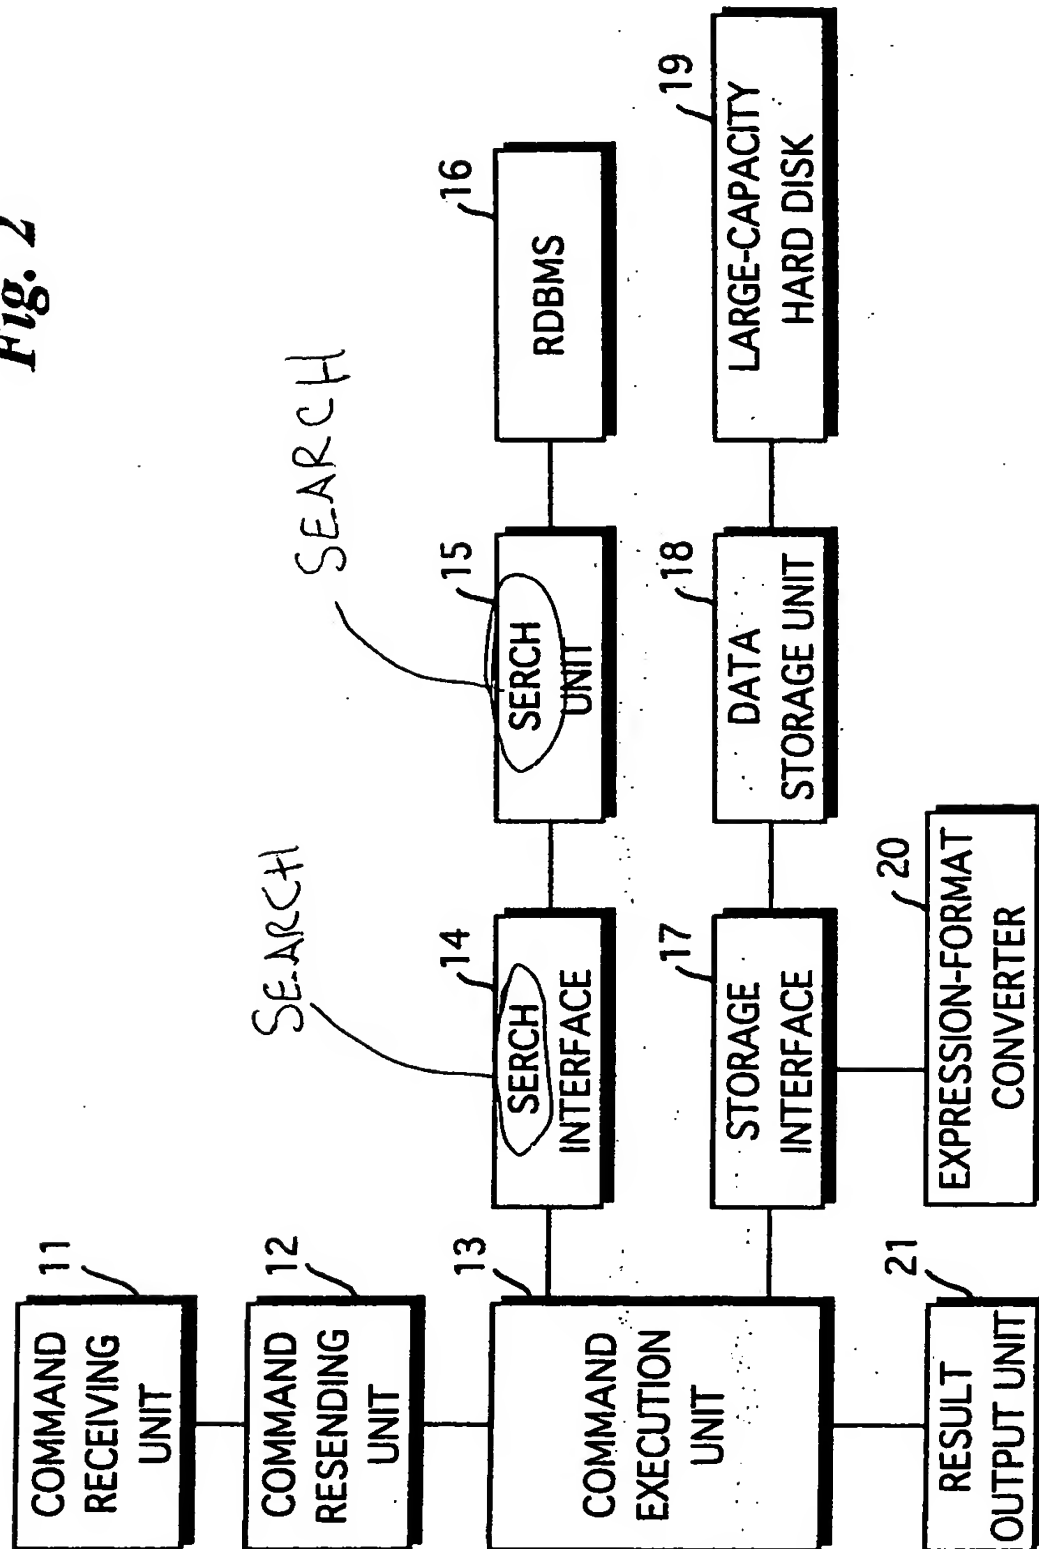 Fig. 2
SEARCH
SEARCH
11
COMMAND
RECEIVING
UNIT
12
COMMAND
RESENDING
UNIT
13
COMMAND
EXECUTION
UNIT
14
SERCH
INTERFACE
15
SERCH
UNIT
16
RDBMS
17
STORAGE
INTERFACE
18
DATA
STORAGE UNIT
19
LARGE-CAPACITY
HARD DISK
20
EXPRESSION-FORMAT
CONVERTER
21
RESULT
OUTPUT UNIT